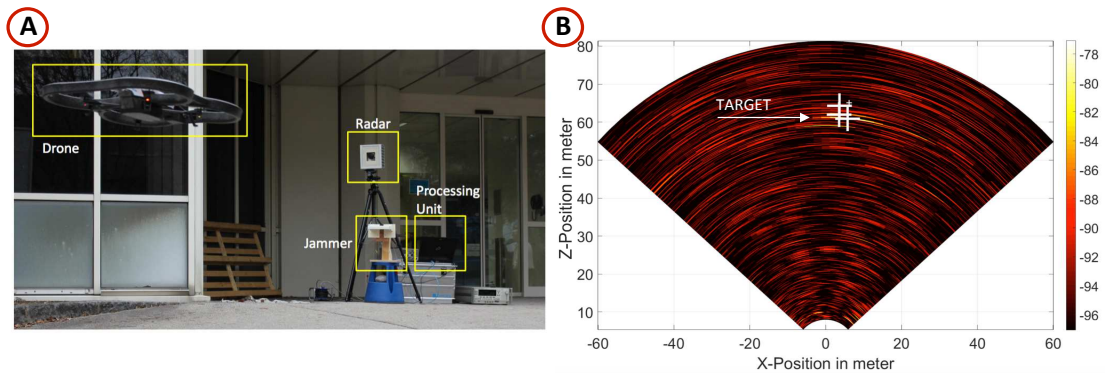 A
Drone
Radar
Processing
Unit
Jammer
B
TARGET
Z-Position in meter
80
70
60
50
40
30
20
10
-60
-40
-20
0
20
40
60
X-Position in meter
-78
-80
-82
-84
-86
-88
-90
-92
-94
-96